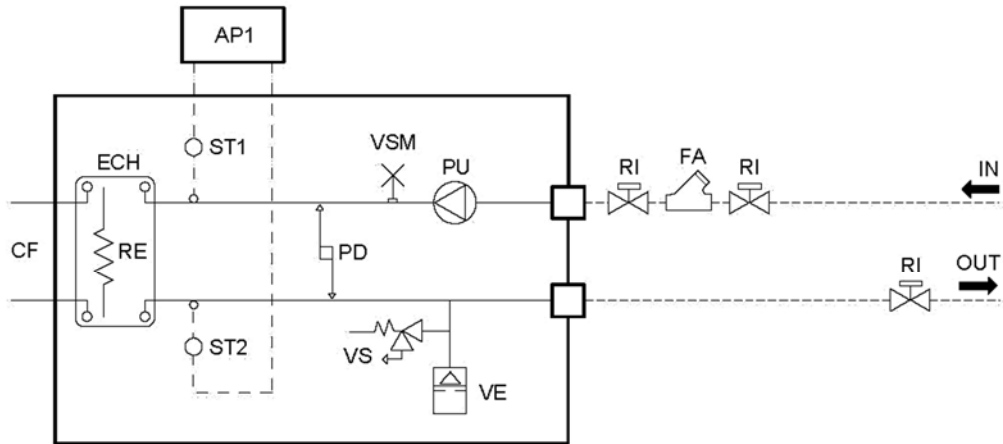 AP1
ST1
VSM
ECH
PU
RI
FA
RI
IN
CF
RE
PD
RI
OUT
ST2
VS
VE